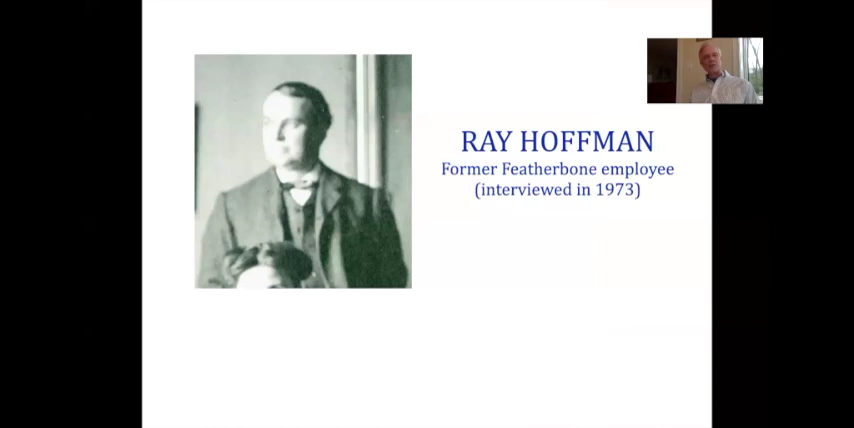 RAY HOFFMAN
Former Featherbone employee
(interviewed in 1973)